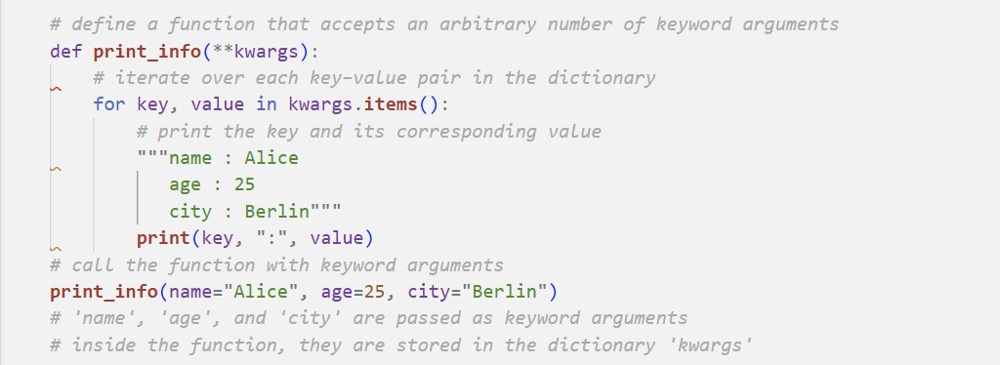 # define a function that accepts an arbitrary number of keyword arguments
def print_info(**kwargs):
    # iterate over each key-value pair in the dictionary
    for key, value in kwargs.items():
        # print the key and its corresponding value
        """name : Alice
           age : 25
           city : Berlin"""
        print(key, ":", value)
# call the function with keyword arguments
print_info(name="Alice", age=25, city="Berlin")
# 'name', 'age', and 'city' are passed as keyword arguments
# inside the function, they are stored in the dictionary 'kwargs'